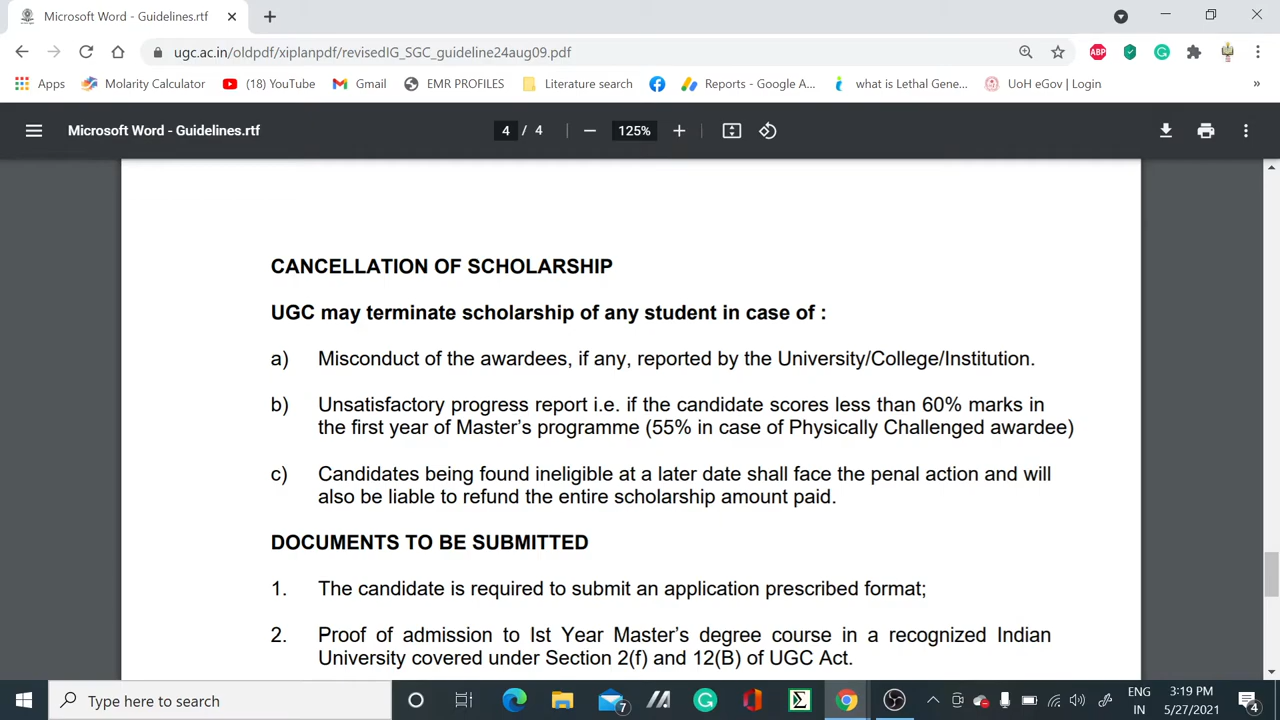 Microsoft Word - Guidelines.rtf
ugc.ac.in/oldpdf/xiplanpdf/revisedIG_SGC_guideline24aug09.pdf
ABP
Apps Molarity Calculator (18) YouTube Gmail EMR PROFILES Literature search Reports - Google A... what is Lethal Gene... UoH eGov | Login »
Microsoft Word - Guidelines.rtf 4 / 4 125%
CANCELLATION OF SCHOLARSHIP
UGC may terminate scholarship of any student in case of :
a) Misconduct of the awardees, if any, reported by the University/College/Institution.
b) Unsatisfactory progress report i.e. if the candidate scores less than 60% marks in
the first year of Master's programme (55% in case of Physically Challenged awardee)
c) Candidates being found ineligible at a later date shall face the penal action and will
also be liable to refund the entire scholarship amount paid.
DOCUMENTS TO BE SUBMITTED
1. The candidate is required to submit an application prescribed format;
2. Proof of admission to Ist Year Master's degree course in a recognized Indian
University covered under Section 2(f) and 12(B) of UGC Act.
Type here to search 7 ENG 3:19 PM
IN 5/27/2021 4